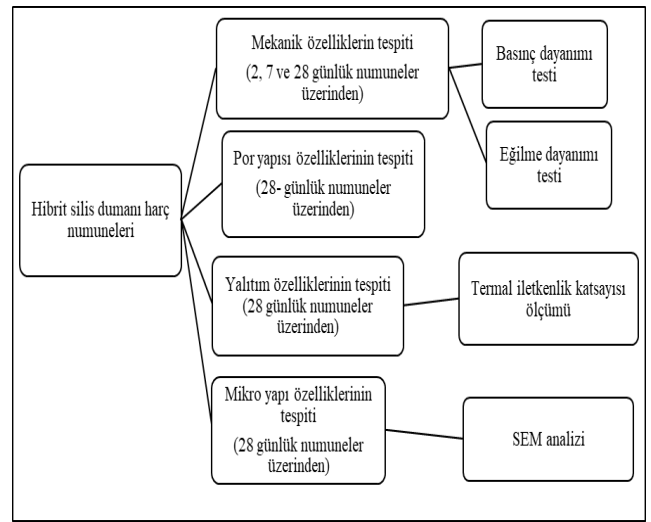 Hibrit silis dumanı harç
numuneleri
Mekanik özelliklerin tespiti
(2, 7 ve 28 günlük numuneler
üzerinden)
Basınç dayanımı
testi
Eğilme dayanımı
testi
Por yapısı özelliklerinin tespiti
(28- günlük numuneler
üzerinden)
Yalıtım özelliklerinin tespiti
(28 günlük numuneler
üzerinden)
Termal iletkenlik katsayısı
ölçümü
Mikro yapı özelliklerinin
tespiti
(28 günlük numuneler
üzerinden)
SEM analizi